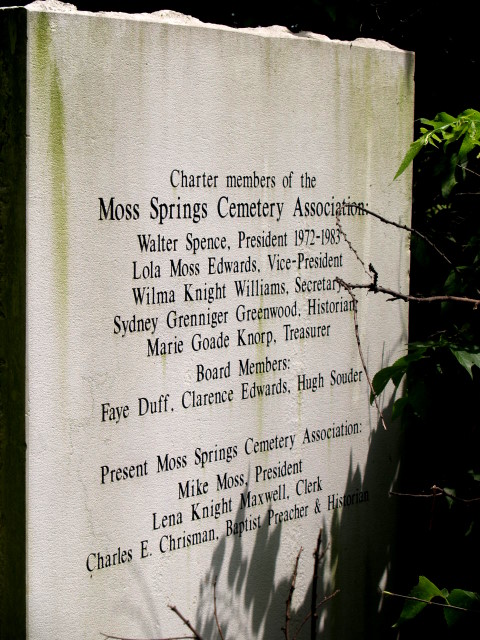 Charter members of the
Moss Springs Cemetery Association:
Walter Spence, President 1972-1983
Lola Moss Edwards, Vice-President
Wilma Knight Williams, Secretary
Sydney Grenniger Greenwood, Historian
Marie Goade Knorp, Treasurer
Board Members:
Faye Duff, Clarence Edwards, Hugh Souder
Present Moss Springs Cemetery Association:
Mike Moss, President
Lena Knight Maxwell, Clerk
Charles E. Chrisman, Baptist Preacher & Historian